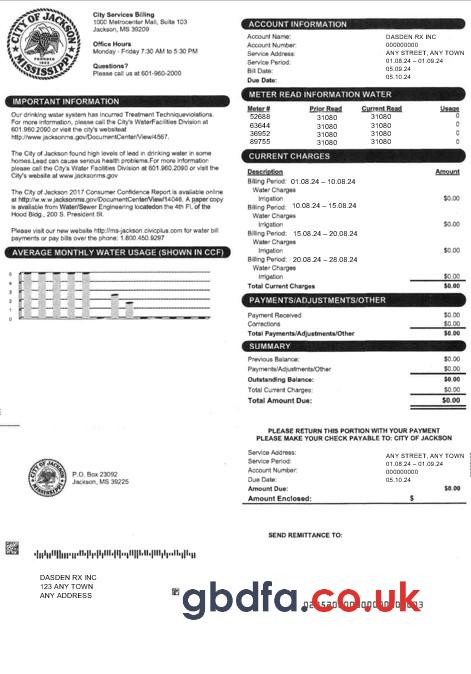 CITY OF JACKSON
MISSISSIPPI
City Services Billing
1000 Metrocenter Mall, Suite 103
Jackson, MS 39209
Office Hours
Monday - Friday 7:30 AM to 5:30 PM
Questions?
Please call us at 601-960-2000
IMPORTANT INFORMATION
Our drinking water system has incurred Treatment Techniqueviolations.
For more information, please call the City's WaterFacilities Division at
601.960.2090 or visit the city's websiteat
http://www.jacksonms.gov/DocumentCenter/View/4567.
The City of Jackson found high levels of lead in drinking water in some
homes.Lead can cause serious health problems.For more information
please call the City's Water Facilities Division at 601.960.2090 or visit the
City's website at www.jacksonms.gov
The City of Jackson 2017 Consumer Confidence Report is available online
at http://w.w.w.jacksonms.gov/DocumentCenter/View/14046. A paper copy
is available from Water/Sewer Engineering locatedon the 4th Fl, of the
Hood Bldg., 200 S. President St.
Please visit our new website http://ms-jackson.civicplus.com for water bill
payments or pay bills over the phone: 1.800.450.9297
AVERAGE MONTHLY WATER USAGE (SHOWN IN CCF)
5
4
3
2
1
0
ACCOUNT INFORMATION
Account Name: DASDEN RX INC
Account Number: 000000000
Service Address: ANY STREET, ANY TOWN
Service Period: 01.08.24 – 01.09.24
Bill Date: 05.09.24
Due Date: 05.10.24
METER READ INFORMATION WATER
Meter # Prior Read Current Read Usage
52688 31080 31080 0
63644 31080 31080 0
36952 31080 31080 0
89755 31080 31080 0
CURRENT CHARGES
Description Amount
Billing Period: 01.08.24 – 10.08.24
Water Charges
Irrigation $0.00
Billing Period: 10.08.24 – 15.08.24
Water Charges
Irrigation $0.00
Billing Period: 15.08.24 – 20.08.24
Water Charges
Irrigation $0.00
Billing Period: 20.08.24 – 28.08.24
Water Charges
Irrigation $0.00
Total Current Charges $0.00
PAYMENTS/ADJUSTMENTS/OTHER
Payment Received $0.00
Corrections $0.00
Total Payments/Adjustments/Other $0.00
SUMMARY
Previous Balance: $0.00
Payments/Adjustments/Other $0.00
Outstanding Balance: $0.00
Total Current Charges: $0.00
Total Amount Due: $0.00
PLEASE RETURN THIS PORTION WITH YOUR PAYMENT
PLEASE MAKE YOUR CHECK PAYABLE TO: CITY OF JACKSON
CITY OF JACKSON
MISSISSIPPI
P.O. Box 23092
Jackson, MS 39225
Service Address: ANY STREET, ANY TOWN
Service Period: 01.08.24 – 01.09.24
Account Number: 00000000
Due Date: 05.10.24
Amount Due: $0.00
Amount Enclosed: $
SEND REMITTANCE TO:
DASDEN RX INC
123 ANY TOWN
ANY ADDRESS
gbdfa.co.uk